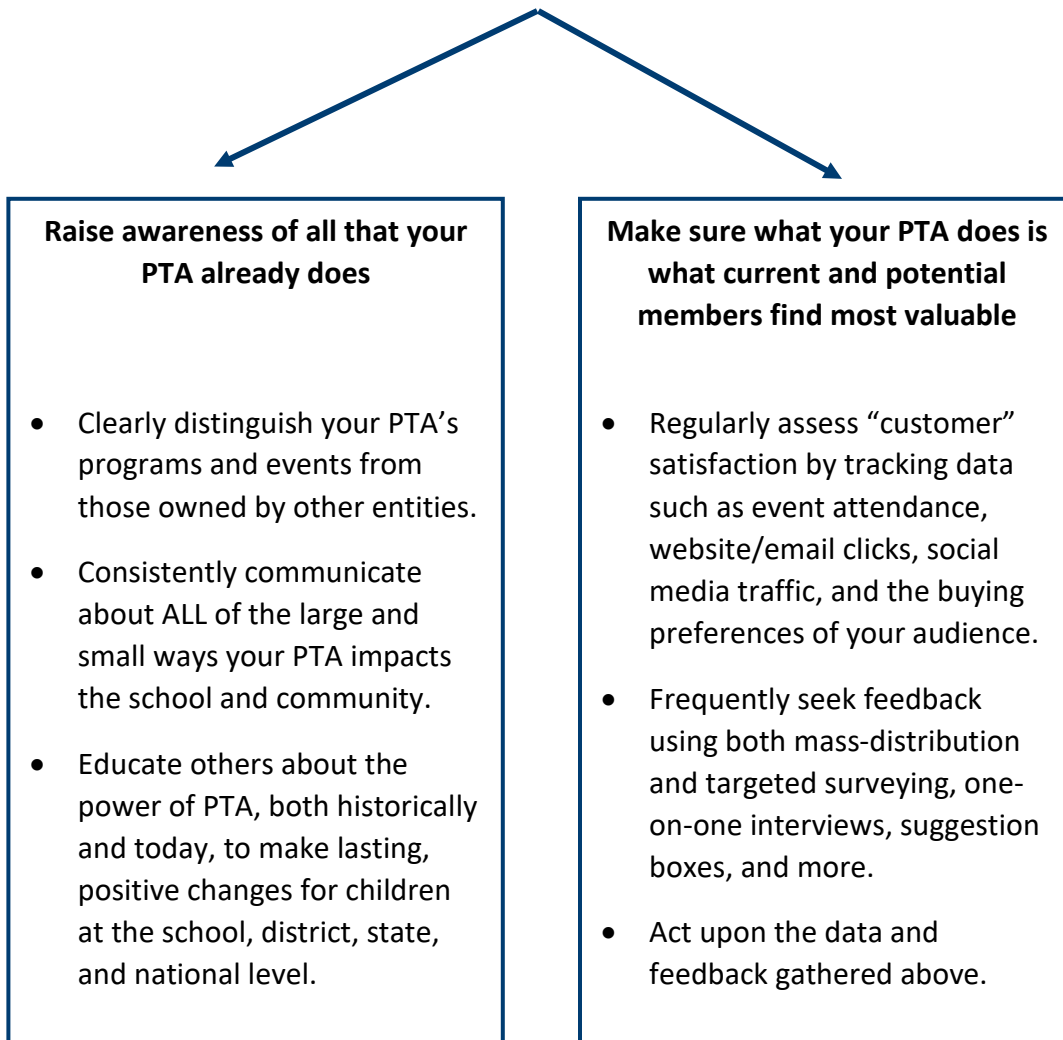 Raise awareness of all that your
PTA already does
• Clearly distinguish your PTA’s
programs and events from
those owned by other entities.
• Consistently communicate
about ALL of the large and
small ways your PTA impacts
the school and community.
• Educate others about the
power of PTA, both historically
and today, to make lasting,
positive changes for children
at the school, district, state,
and national level.
Make sure what your PTA does is
what current and potential
members find most valuable
• Regularly assess “customer”
satisfaction by tracking data
such as event attendance,
website/email clicks, social
media traffic, and the buying
preferences of your audience.
• Frequently seek feedback
using both mass-distribution
and targeted surveying, one-
on-one interviews, suggestion
boxes, and more.
• Act upon the data and
feedback gathered above.